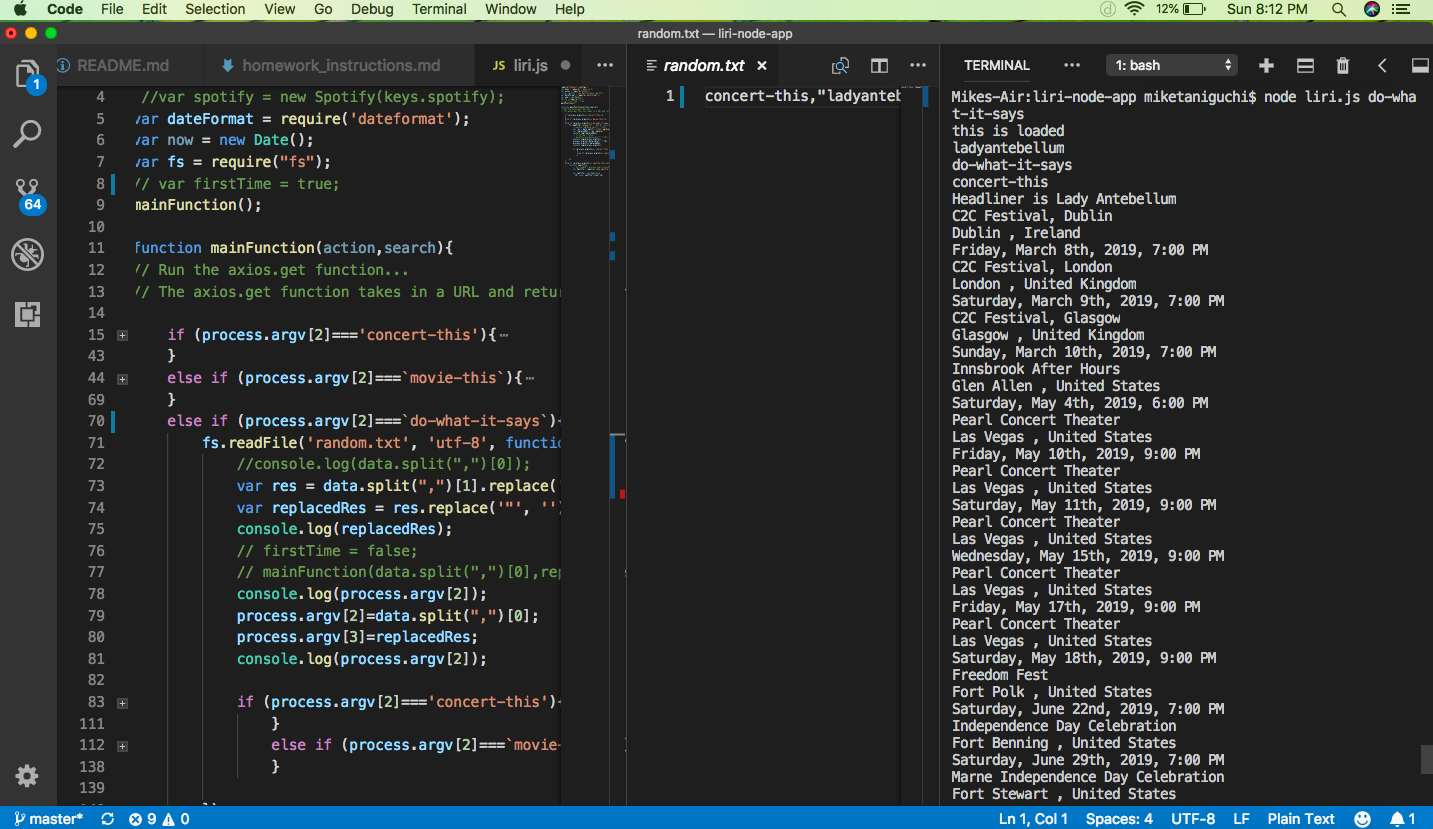 Code File Edit Selection View Go Debug Terminal Window Help 12% Sun 8:12 PM
random.txt — liri-node-app
README.md homework_instructions.md JS liri.js ... random.txt × ... TERMINAL ... 1: bash
1
64
4 //var spotify = new Spotify(keys.spotify);
5 var dateFormat = require('dateformat');
6 var now = new Date();
7 var fs = require("fs");
8 // var firstTime = true;
9 mainFunction();
10
11 function mainFunction(action,search){
12 // Run the axios.get function...
13 // The axios.get function takes in a URL and retu
14
15 if (process.argv[2]==='concert-this'){…
43 }
44 else if (process.argv[2]===`movie-this`){…
69 }
70 else if (process.argv[2]===`do-what-it-says`){
71 fs.readFile('random.txt', 'utf-8', functio
72 //console.log(data.split(",")[0]);
73 var res = data.split(",")[1].replace('
74 var replacedRes = res.replace('"', '')
75 console.log(replacedRes);
76 // firstTime = false;
77 // mainFunction(data.split(",")[0],rep
78 console.log(process.argv[2]);
79 process.argv[2]=data.split(",")[0];
80 process.argv[3]=replacedRes;
81 console.log(process.argv[2]);
82
83 if (process.argv[2]==='concert-this'){
111 }
112 else if (process.argv[2]===`movie-
138 }
139
1 concert-this,"ladyanteb
Mikes-Air:liri-node-app miketaniguchi$ node liri.js do-wha
t-it-says
this is loaded
ladyantebellum
do-what-it-says
concert-this
Headliner is Lady Antebellum
C2C Festival, Dublin
Dublin , Ireland
Friday, March 8th, 2019, 7:00 PM
C2C Festival, London
London , United Kingdom
Saturday, March 9th, 2019, 7:00 PM
C2C Festival, Glasgow
Glasgow , United Kingdom
Sunday, March 10th, 2019, 7:00 PM
Innsbrook After Hours
Glen Allen , United States
Saturday, May 4th, 2019, 6:00 PM
Pearl Concert Theater
Las Vegas , United States
Friday, May 10th, 2019, 9:00 PM
Pearl Concert Theater
Las Vegas , United States
Saturday, May 11th, 2019, 9:00 PM
Pearl Concert Theater
Las Vegas , United States
Wednesday, May 15th, 2019, 9:00 PM
Pearl Concert Theater
Las Vegas , United States
Friday, May 17th, 2019, 9:00 PM
Pearl Concert Theater
Las Vegas , United States
Saturday, May 18th, 2019, 9:00 PM
Freedom Fest
Fort Polk , United States
Saturday, June 22nd, 2019, 7:00 PM
Independence Day Celebration
Fort Benning , United States
Saturday, June 29th, 2019, 7:00 PM
Marne Independence Day Celebration
Fort Stewart , United States
master* 9 0 Ln 1, Col 1 Spaces: 4 UTF-8 LF Plain Text 1